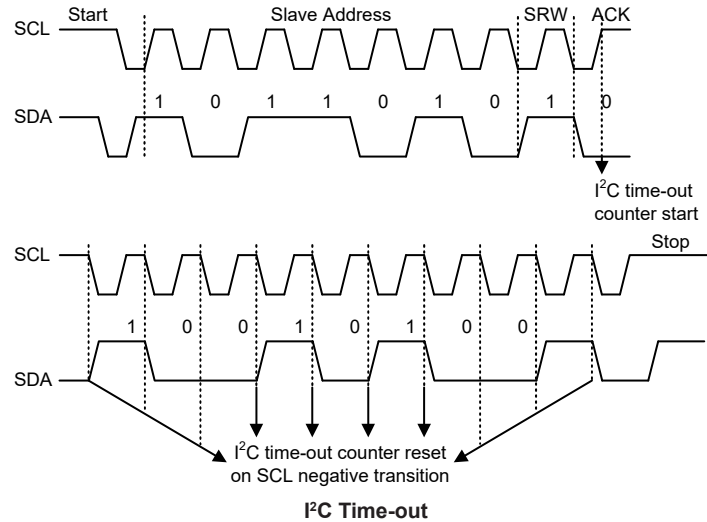 Start Slave Address SRW ACK
SCL
1 0 1 1 0 1 0 1 0
SDA
I²C time-out
counter start
Stop
SCL
1 0 0 1 0 1 0 0
SDA
I²C time-out counter reset
on SCL negative transition
I²C Time-out